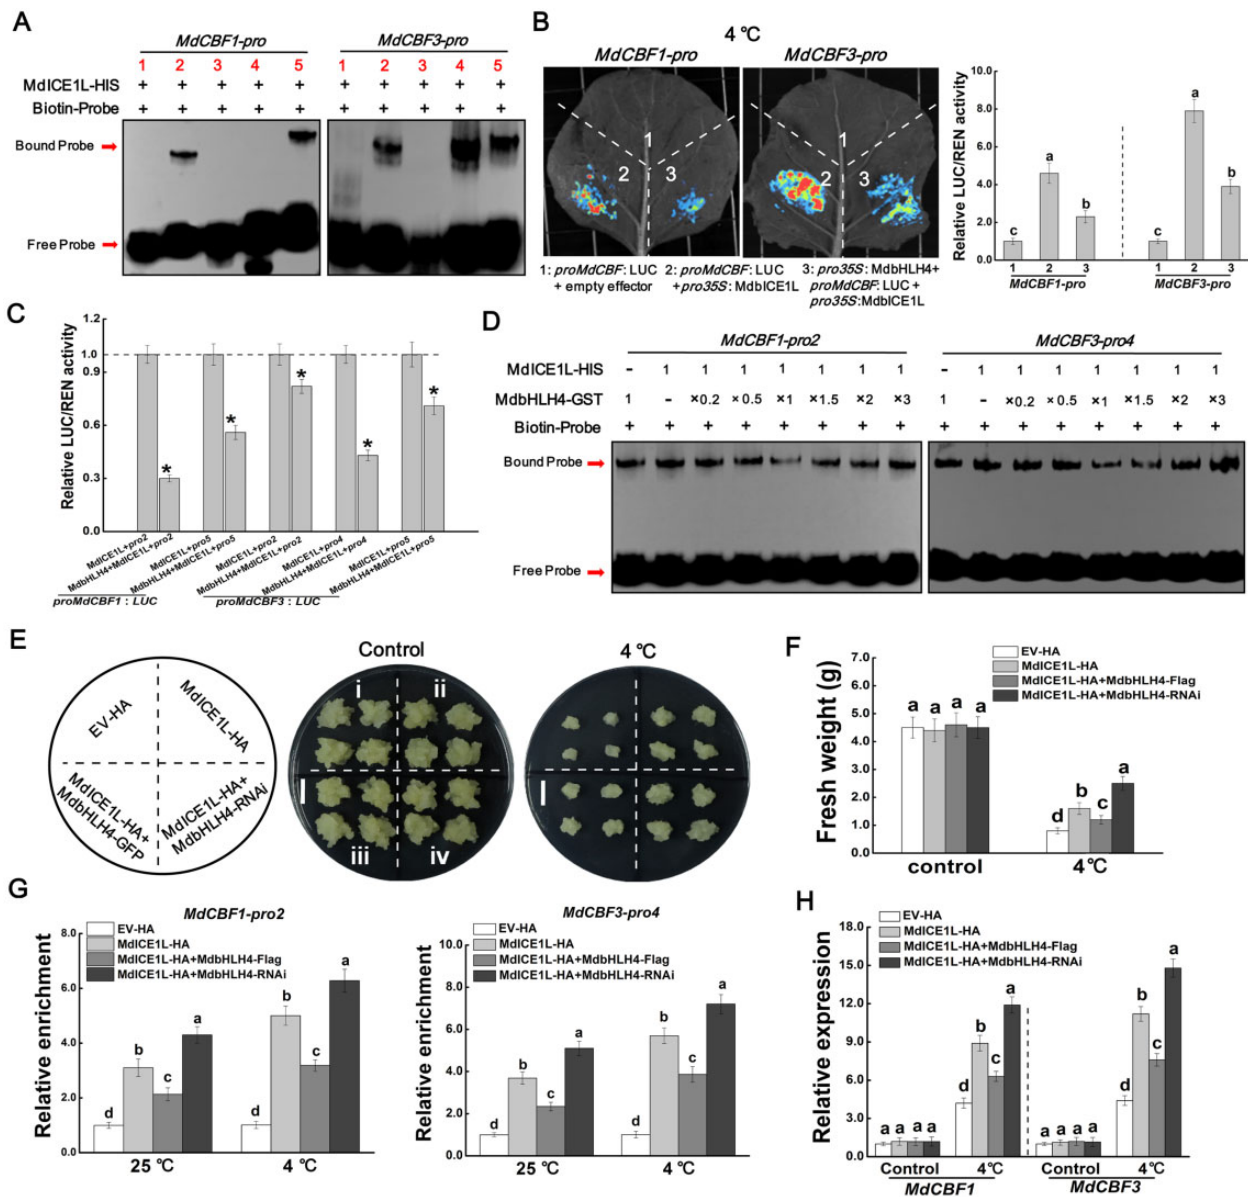 A
MdCBF1-pro
MdCBF3-pro
1 2 3 4 5 1 2 3 4 5
MdICE1L-HIS + + + + + + + + + +
Biotin-Probe + + + + + + + + + +
Bound Probe
Free Probe
B
4 ℃
MdCBF1-pro
MdCBF3-pro
1
2 3
1
2 3
1: proMdCBF: LUC 2: proMdCBF: LUC 3: pro35S: MdbHLH4+
+ empty effector +pro35S: MdbICE1L proMdCBF: LUC +
pro35S:MdbICE1L
Relative LUC/REN activity
10.0
8.0
6.0
4.0
2.0
0.0
c a b c a b
1 2 3 1 2 3
MdCBF1-pro MdCBF3-pro
C
Relative LUC/REN activity
1.2
1.0
0.6
0.3
0.0
* * * * *
MdICE1L+pro2
MdbHLH4+MdICE1L+pro2
MdICE1L+pro5
MdbHLH4+MdICE1L+pro5
MdICE1L+pro2
MdbHLH4+MdICE1L+pro2
MdICE1L+pro4
MdbHLH4+MdICE1L+pro4
MdICE1L+pro5
MdbHLH4+MdICE1L+pro5
proMdCBF1 : LUC
proMdCBF3 : LUC
D
MdCBF1-pro2
MdCBF3-pro4
MdICE1L-HIS - 1 1 1 1 1 1 1 - 1 1 1 1 1 1 1
MdbHLH4-GST 1 - ×0.2 ×0.5 ×1 ×1.5 ×2 ×3 1 - ×0.2 ×0.5 ×1 ×1.5 ×2 ×3
Biotin-Probe + + + + + + + + + + + + + + + +
Bound Probe
Free Probe
E
EV-HA
MdICE1L-HA
MdICE1L-HA+
MdbHLH4-GFP
MdICE1L-HA+
MdbHLH4-RNAi
Control
4 ℃
i ii
iii iv
F
EV-HA
MdICE1L-HA
MdICE1L-HA+MdbHLH4-Flag
MdICE1L-HA+MdbHLH4-RNAi
Fresh weight (g)
9.0
8.0
7.0
6.0
5.0
4.0
3.0
2.0
1.0
0.0
a a a a
d b c a
control 4℃
G
MdCBF1-pro2
EV-HA
MdICE1L-HA
MdICE1L-HA+MdbHLH4-Flag
MdICE1L-HA+MdbHLH4-RNAi
Relative enrichment
8.0
6.0
4.0
2.0
0.0
d b c a d b c a
25 ℃ 4 ℃
MdCBF3-pro4
EV-HA
MdICE1L-HA
MdICE1L-HA+MdbHLH4-Flag
MdICE1L-HA+MdbHLH4-RNAi
Relative enrichment
10.0
8.0
6.0
4.0
2.0
0.0
d b c a d b c a
25 ℃ 4 ℃
H
EV-HA
MdICE1L-HA
MdICE1L-HA+MdbHLH4-Flag
MdICE1L-HA+MdbHLH4-RNAi
Relative expression
18.0
15.0
12.0
9.0
6.0
3.0
0.0
a a a a d b c a a a a a d b c a
Control 4℃ Control 4℃
MdCBF1 MdCBF3